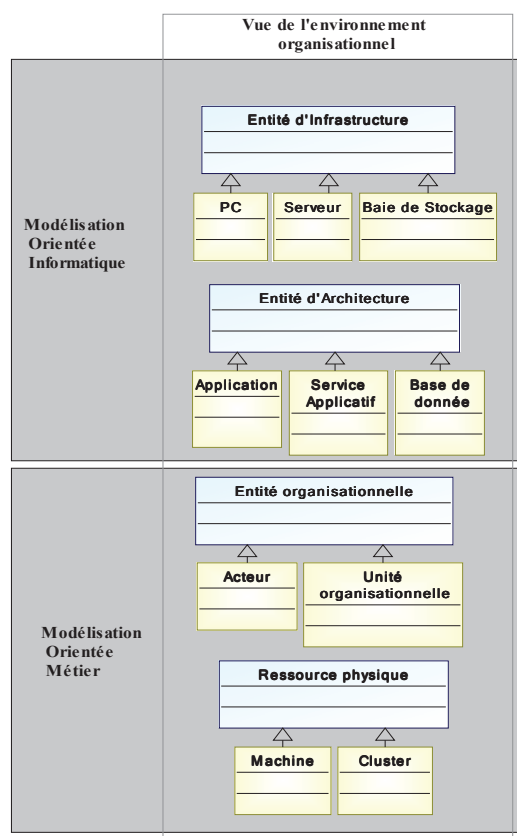 Vue de l'environnement
organisationnel
Modélisation
Orientée
Informatique
Entité d'Infrastructure
PC
Serveur
Baie de Stockage
Entité d'Architecture
Application
Service
Applicatif
Base de
donnée
Modélisation
Orientée
Métier
Entité organisationnelle
Acteur
Unité
organisationnelle
Ressource physique
Machine
Cluster